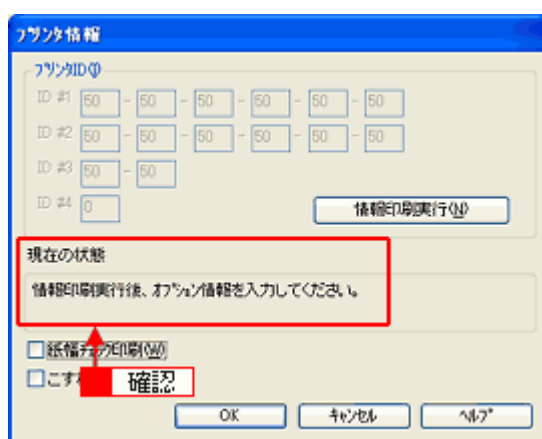 プリンタ情報
プリンタID(I)
ID #1 50 - 50 - 50 - 50 - 50 - 50
ID #2 50 - 50 - 50 - 50 - 50 - 50
ID #3 50 - 50
ID #4 0
情報印刷実行(N)
現在の状態
情報印刷実行後、オプション情報を入力してください。
紙幅チェック印刷(W)
こす
確認
OK キャンセル ヘルプ